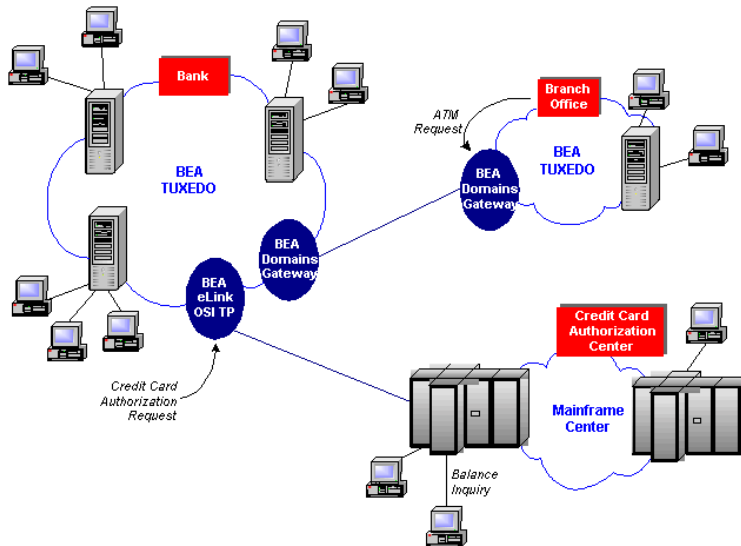 Bank
BEA
TUXEDO
BEA
Domains
Gateway
BEA
eLink
OSI TP
Credit Card
Authorization
Request
ATM
Request
Branch
Office
BEA
TUXEDO
BEA
Domains
Gateway
Credit Card
Authorization
Center
Mainframe
Center
Balance
Inquiry